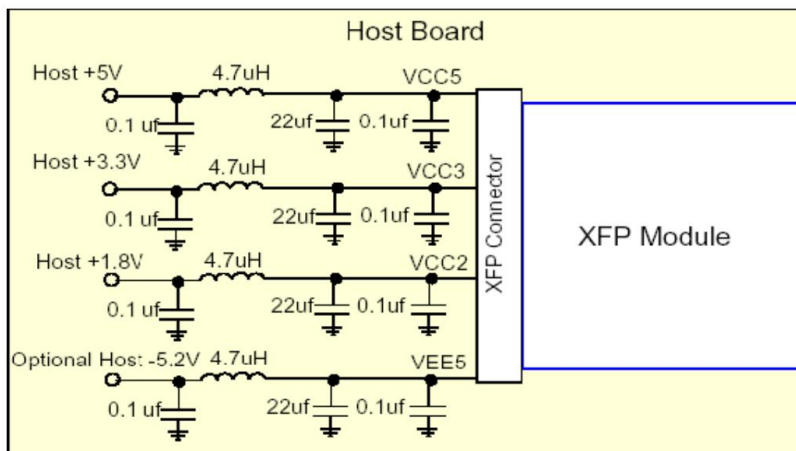 Host Board
Host +5V
4.7uH
VCC5
0.1 uf
22uf
0.1uf
Host +3.3V
4.7uH
VCC3
0.1 uf
22uf
0.1uf
Host +1.8V
4.7uH
VCC2
0.1 uf
22uf
0.1uf
Optional Host -5.2V
4.7uH
VEE5
0.1 uf
22uf
0.1uf
XFP Connector
XFP Module